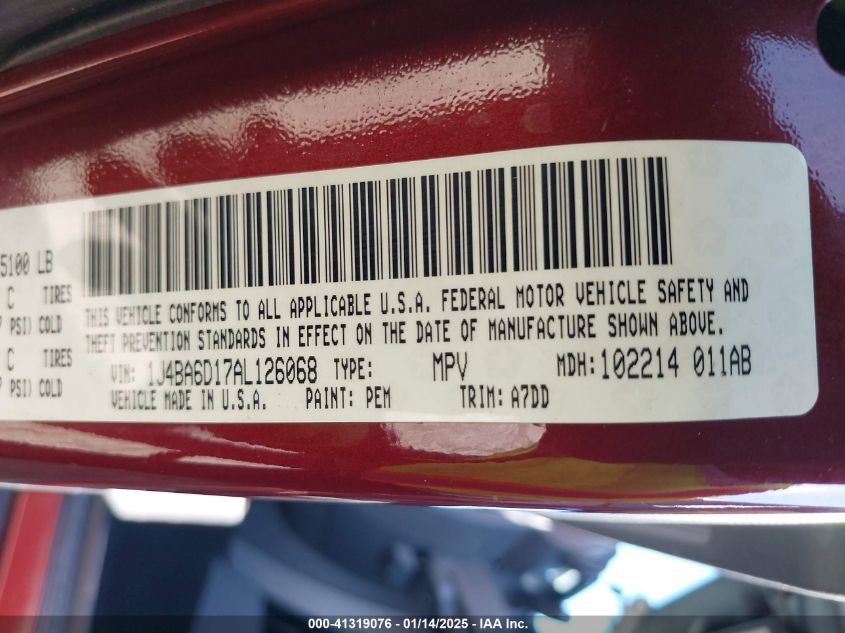 5100 LB
C TIRES
PSI) COLD
C TIRES
PSI) COLD
THIS VEHICLE CONFORMS TO ALL APPLICABLE U.S.A. FEDERAL MOTOR VEHICLE SAFETY AND
THEFT PREVENTION STANDARDS IN EFFECT ON THE DATE OF MANUFACTURE SHOWN ABOVE.
VIN: 1J4BA6D17AL126068 TYPE: MPV MDH:102214 011AB
VEHICLE MADE IN U.S.A. PAINT: PEM TRIM: A7DD
000-41319076 - 01/14/2025 - IAA Inc.